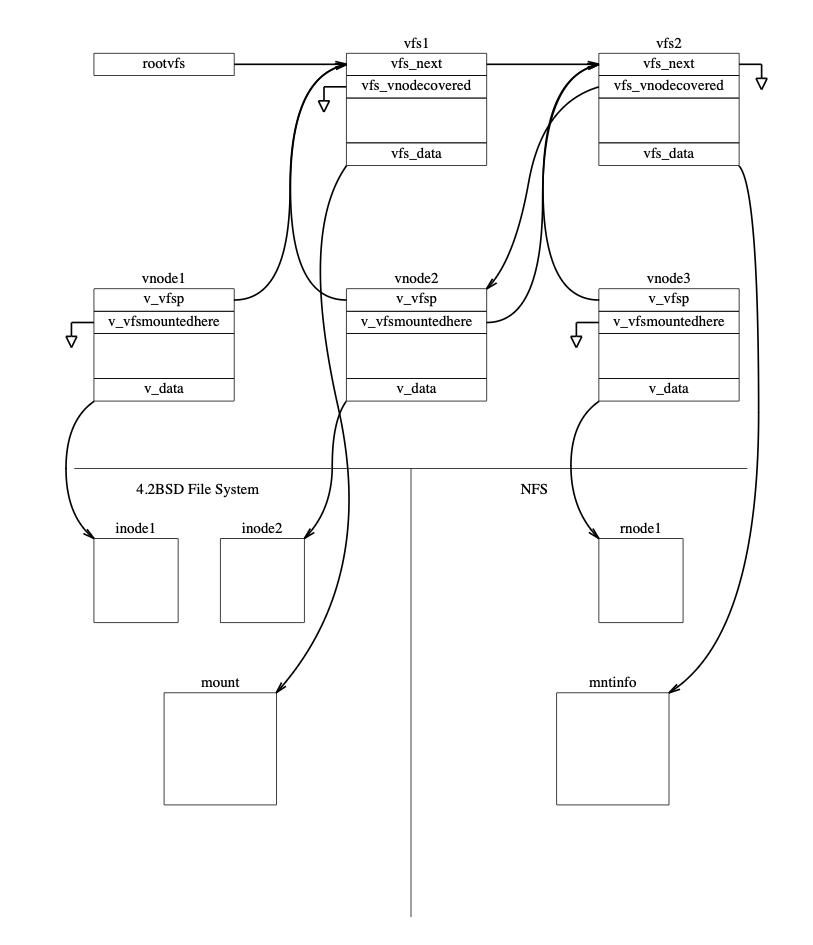 vfs1
vfs2
rootvfs
vfs_next
vfs_next
vfs_vnodecovered
vfs_vnodecovered
vfs_data
vfs_data
vnode1
vnode2
vnode3
v_vfsp
v_vfsp
v_vfsp
v_vfsmountedhere
v_vfsmountedhere
v_vfsmountedhere
v_data
v_data
v_data
4.2BSD File System
NFS
inode1
inode2
rnode1
mount
mntinfo